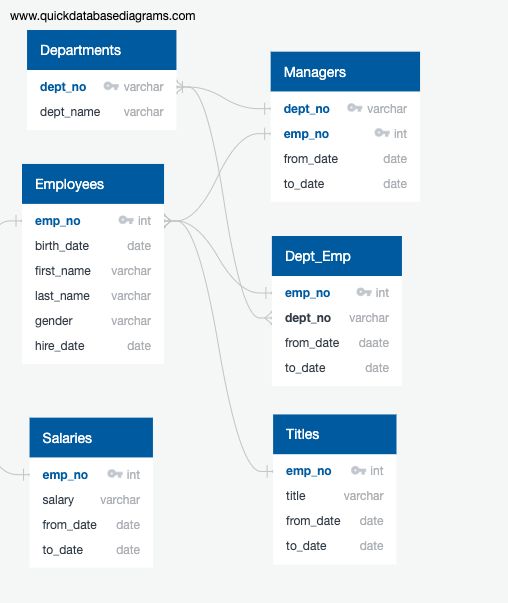 www.quickdatabasediagrams.com
Departments
dept_no varchar
dept_name varchar
Managers
dept_no varchar
emp_no int
from_date date
to_date date
Employees
emp_no int
birth_date date
first_name varchar
last_name varchar
gender varchar
hire_date date
Dept_Emp
emp_no int
dept_no varchar
from_date daate
to_date date
Salaries
emp_no int
salary varchar
from_date date
to_date date
Titles
emp_no int
title varchar
from_date date
to_date date